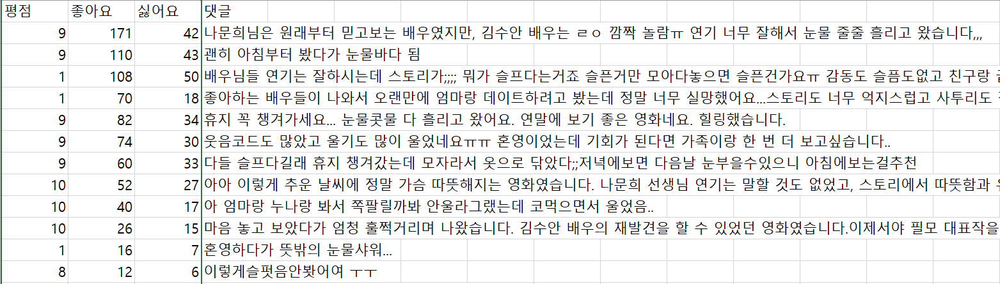 평점 좋아요 싫어요 댓글
9 171 42 나문희님은 원래부터 믿고보는 배우였지만, 김수안 배우는 ㄹㅇ 깜짝 놀람ㅠ 연기 너무 잘해서 눈물 줄줄 흘리고 왔습니다,,,
9 110 43 괜히 아침부터 봤다가 눈물바다 됨
1 108 50 배우님들 연기는 잘하시는데 스토리가;;;; 뭐가 슬프다는거죠 슬픈거만 모아다놓으면 슬픈건가요ㅠ 감동도 슬픔도없고 친구랑
1 70 18 좋아하는 배우들이 나와서 오랜만에 엄마랑 데이트하려고 봤는데 정말 너무 실망했어요...스토리도 너무 억지스럽고 사투리도
9 82 34 휴지 꼭 챙겨가세요... 눈물콧물 다 흘리고 왔어요. 연말에 보기 좋은 영화네요. 힐링했습니다.
9 74 30 웃음코드도 많았고 울기도 많이 울었네요ㅠㅠ 혼영이었는데 기회가 된다면 가족이랑 한 번 더 보고싶습니다..
9 60 33 다들 슬프다길래 휴지 챙겨갔는데 모자라서 옷으로 닦았다;;저녁에보면 다음날 눈부을수있으니 아침에보는걸추천
10 52 27 아아 이렇게 추운 날씨에 정말 가슴 따뜻해지는 영화였습니다. 나문희 선생님 연기는 말할 것도 없었고, 스토리에서 따뜻함과
10 40 17 아 엄마랑 누나랑 봐서 쪽팔릴까봐 안울라그랬는데 코먹으면서 울었음..
10 26 15 마음 놓고 보았다가 엄청 훌쩍거리며 나왔습니다. 김수안 배우의 재발견을 할 수 있었던 영화였습니다.이제서야 필모 대표작을
1 16 7 혼영하다가 뜻밖의 눈물샤워...
8 12 6 이렇게슬펏음안봣어여 ㅜㅜ